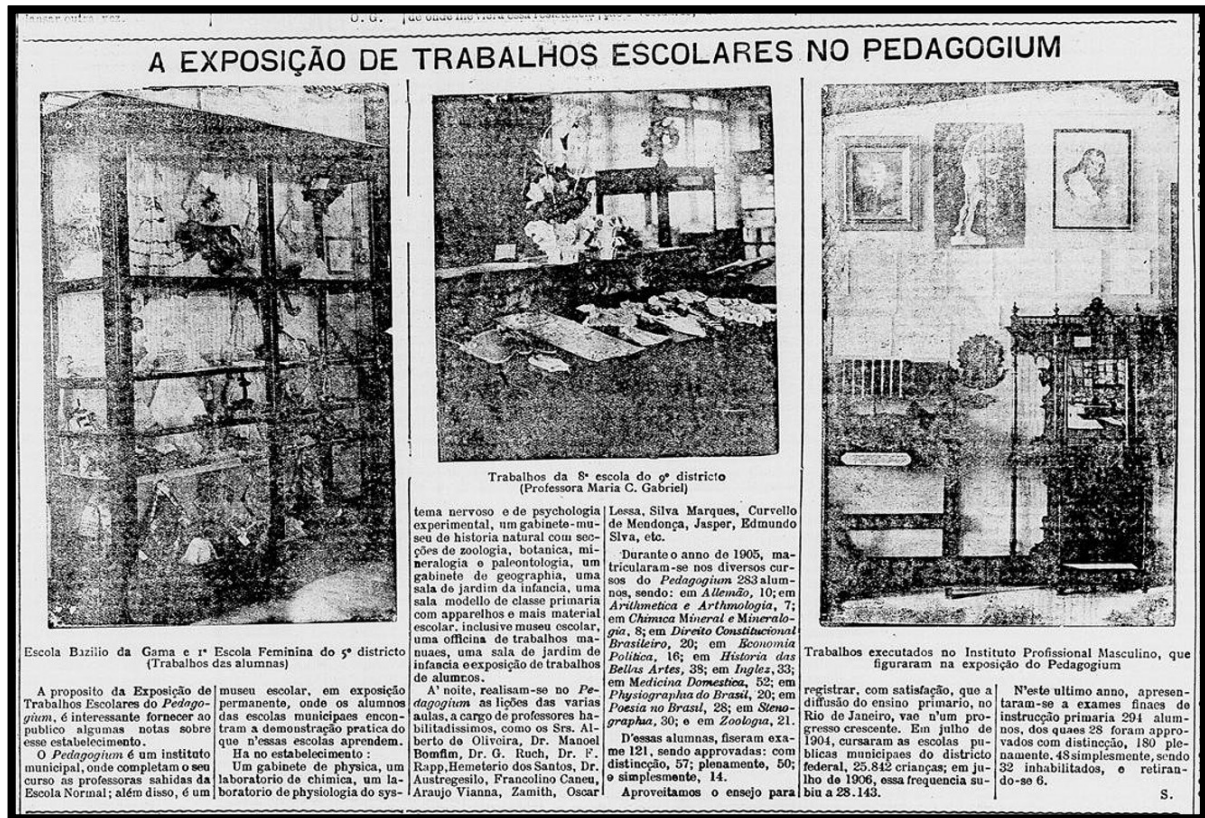 O. G.
A EXPOSIÇÃO DE TRABALHOS ESCOLARES NO PEDAGOGIUM
Escola Bazilio da Gama e 1ª Escola Feminina do 5º districto
(Trabalhos das alumnas)
Trabalhos da 8ª escola do 9º districto
(Professora Maria C. Gabriel)
Trabalhos executados no Instituto Profissional Masculino, que
figuraram na exposição do Pedagogium
A proposito da Exposição de
Trabalhos Escolares do Pedago-
gium, é interessante fornecer ao
publico algumas notas sobre
esse estabelecimento.
O Pedagogium é um instituto
municipal, onde completam o seu
curso as professoras sahidas da
Escola Normal; além disso, é um
museu escolar, em exposição
permanente, onde os alumnos
das escolas municipaes encon-
tram a demonstração pratica do
que n'essas escolas aprendem.
Ha no estabelecimento:
Um gabinete de physica, um
laboratorio de chimica, um la-
boratorio de physiologia do sys-
tema nervoso e de psychologia
experimental, um gabinete-mu-
seu de historia natural com sec-
ções de zoologia, botanica, mi-
neralogia e paleontologia, um
gabinete de geographia, uma
sala de jardim da infancia, uma
sala modello de classe primaria
com apparelhos e mais material
escolar, inclusive museu escolar,
uma officina de trabalhos ma-
nuaes, uma sala de jardim de
infancia e exposição de trabalhos
de alumnos.
A' noite, realisam-se no Pe-
dagogium as lições das varias
aulas, a cargo de professores ha-
bilitadissimos, como os Srs. Al-
berto de Oliveira, Dr. Manoel
Bomfim, Dr. G. Ruch, Dr. F.
Rapp, Hemeterio dos Santos, Dr.
Austregesilo, Francolino Cameu,
Araujo Vianna, Zamith, Oscar
Lessa, Silva Marques, Curvello
de Mendonça, Jasper, Edmundo
Slva, etc.
Durante o anno de 1905, ma-
tricularam-se nos diversos cur-
sos do Pedagogium 283 alum-
nos, sendo: em Allemão, 10; em
Arithmetica e Arthmologia, 7;
em Chimica Mineral e Mineralo-
gia, 8; em Direito Constitucional
Brasileiro, 20; em Economia
Politica, 16; em Historia das
Bellas Artes, 38; em Inglez, 33;
em Medicina Domestica, 52; em
Physiographia do Brasil, 20; em
Poesia no Brasil, 28; em Steno-
graphia, 30; e em Zoologia, 21.
D'essas alumnas, fiseram exa-
me 121, sendo approvadas: com
distincção, 57; plenamente, 50;
e simplesmente, 14.
Aproveitamos o ensejo para
registrar, com satisfação, que a
diffusão do ensino primario, no
Rio de Janeiro, vae n'um pro-
gresso crescente. Em julho de
1904, cursaram as escolas pu-
blicas municipaes do districto
federal, 25.842 crianças; em ju-
lho de 1906, essa frequencia su-
biu a 28.143.
N'este ultimo anno, apresen-
taram-se a exames finaes de
instrucção primaria 294 alum-
nos, dos quaes 28 foram appro-
vados com distincção, 180 ple-
namente, 48 simplesmente, sendo
32 inhabilitados, e retiran-
do-se 6.
S.